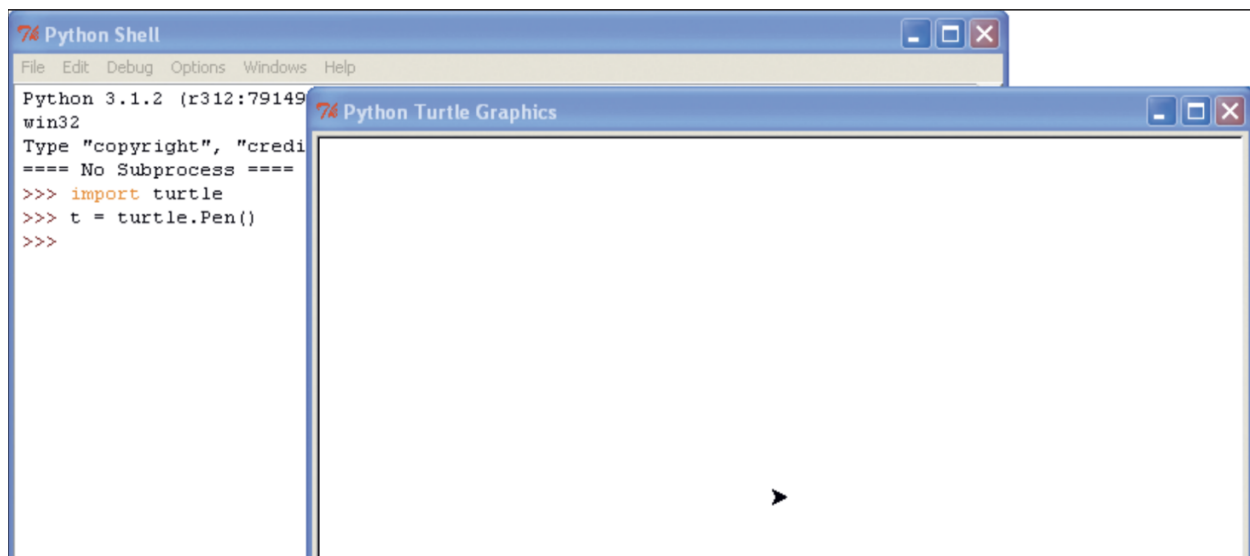 Python Shell
File Edit Debug Options Windows Help
Python 3.1.2 (r312:79149
win32
Type "copyright", "credi
==== No Subprocess ====
>>> import turtle
>>> t = turtle.Pen()
>>>
Python Turtle Graphics